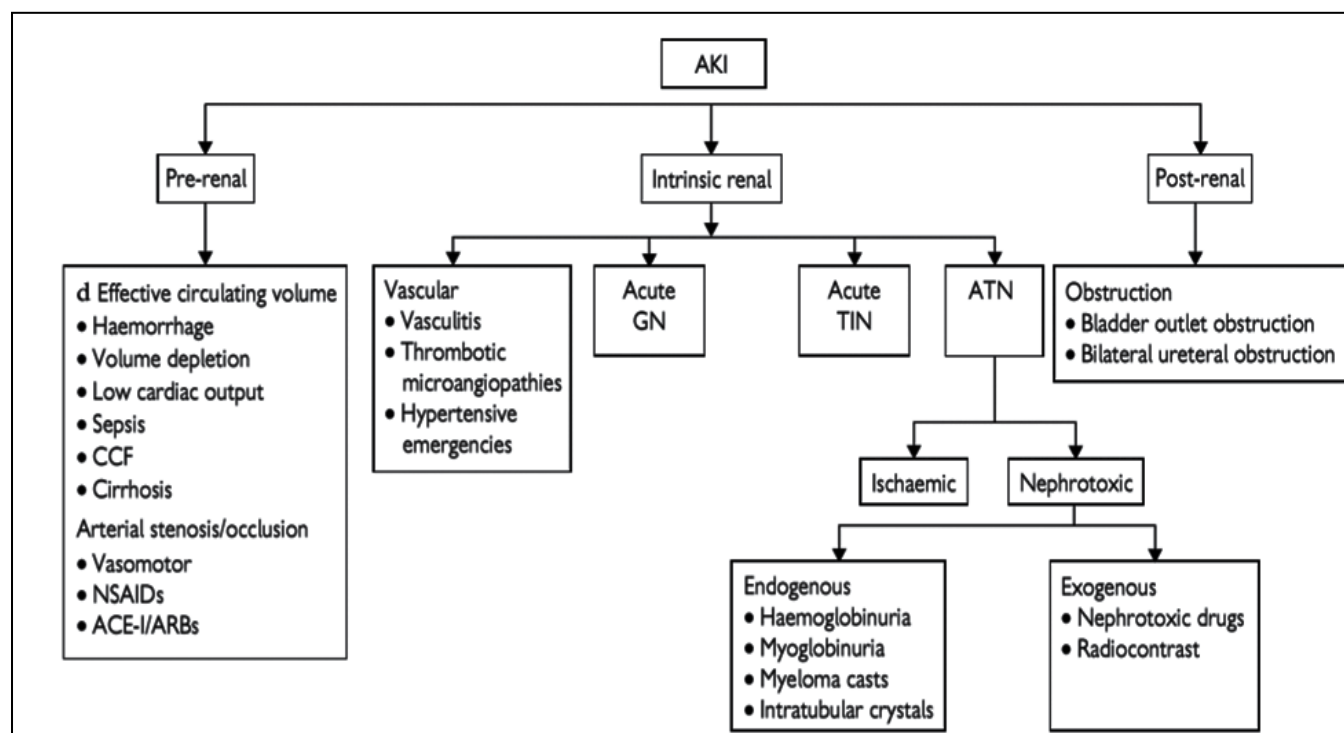 AKI
Pre-renal
Intrinsic renal
Post-renal
d Effective circulating volume
• Haemorrhage
• Volume depletion
• Low cardiac output
• Sepsis
• CCF
• Cirrhosis
Arterial stenosis/occlusion
• Vasomotor
• NSAIDs
• ACE-I/ARBs
Vascular
• Vasculitis
• Thrombotic
microangiopathies
• Hypertensive
emergencies
Acute
GN
Acute
TIN
ATN
Obstruction
• Bladder outlet obstruction
• Bilateral ureteral obstruction
Ischaemic
Nephrotoxic
Endogenous
• Haemoglobinuria
• Myoglobinuria
• Myeloma casts
• Intratubular crystals
Exogenous
• Nephrotoxic drugs
• Radiocontrast